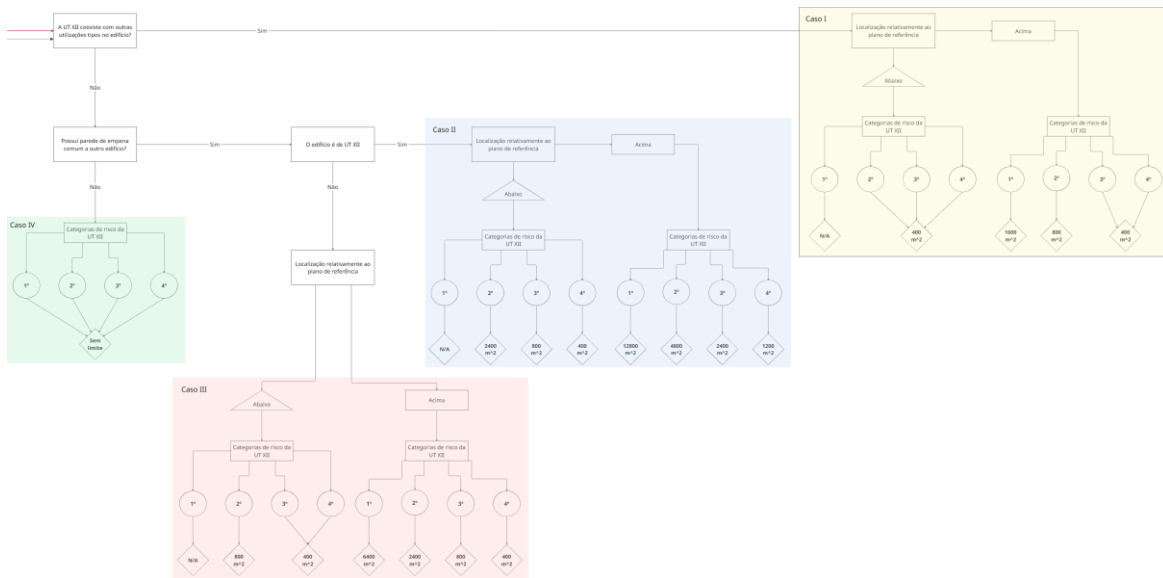 A UT XII coexiste com outras
utilizações tipos no edifício?
Sim
Caso I
Localização relativamente ao
plano de referência
Acima
Abaixo
Categorias de risco da
UT XII
Categorias de risco da
UT XII
1ª
2ª
3ª
4ª
1ª
2ª
3ª
4ª
N/A
400
m^2
1600
m^2
800
m^2
400
m^2
Não
Possui parede de empena
comum a outro edifício?
Sim
O edifício é de UT XII
Sim
Caso II
Localização relativamente ao
plano de referência
Acima
Abaixo
Categorias de risco da
UT XII
Categorias de risco da
UT XII
1ª
2ª
3ª
4ª
1ª
2ª
3ª
4ª
N/A
2400
m^2
800
m^2
400
m^2
12800
m^2
4800
m^2
2400
m^2
1200
m^2
Não
Não
Caso IV
Categorias de risco da
UT XII
1ª
2ª
3ª
4ª
Sem
limite
Localização relativamente ao
plano de referência
Caso III
Abaixo
Acima
Categorias de risco da
UT XII
Categorias de risco da
UT XII
1ª
2ª
3ª
4ª
1ª
2ª
3ª
4ª
N/A
800
m^2
400
m^2
6400
m^2
2400
m^2
800
m^2
400
m^2